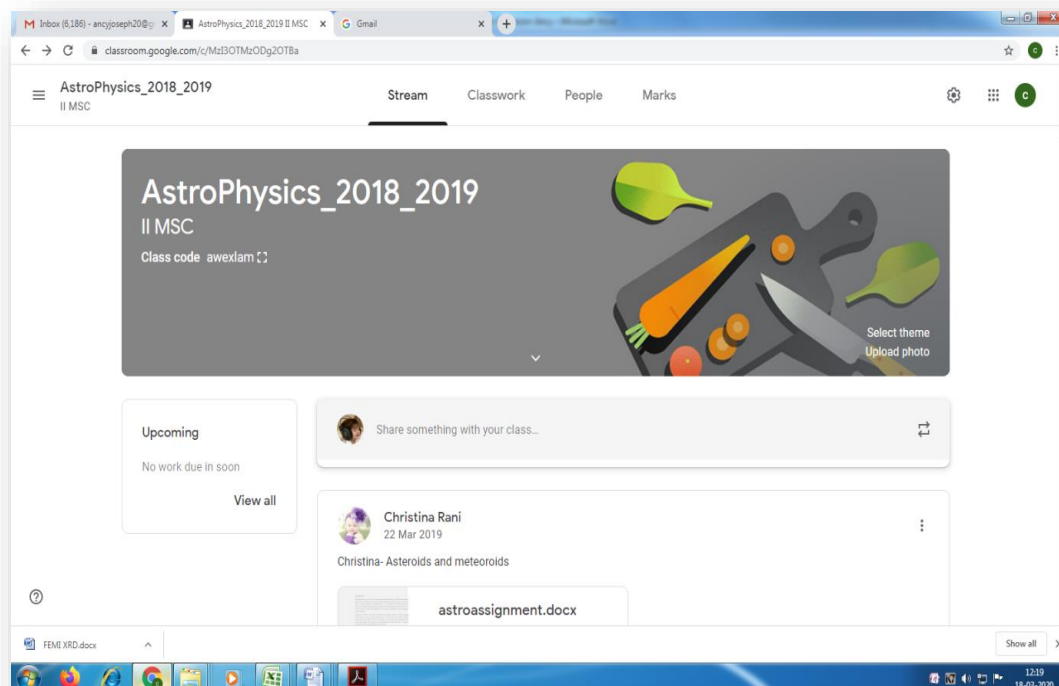 Inbox (6,186) - ancyjoseph20@g
AstroPhysics_2018_2019 II MSC
Gmail
classroom.google.com/c/MzI3OTMzODg2OTBa
AstroPhysics_2018_2019
II MSC
Stream Classwork People Marks
C
AstroPhysics_2018_2019
II MSC
Class code awexlam
Select theme
Upload photo
Upcoming
No work due in soon
View all
Share something with your class...
Christina Rani
22 Mar 2019
Christina- Asteroids and meteoroids
astroassignment.docx
FEMI XRD.docx
Show all
12:19
18-03-2020